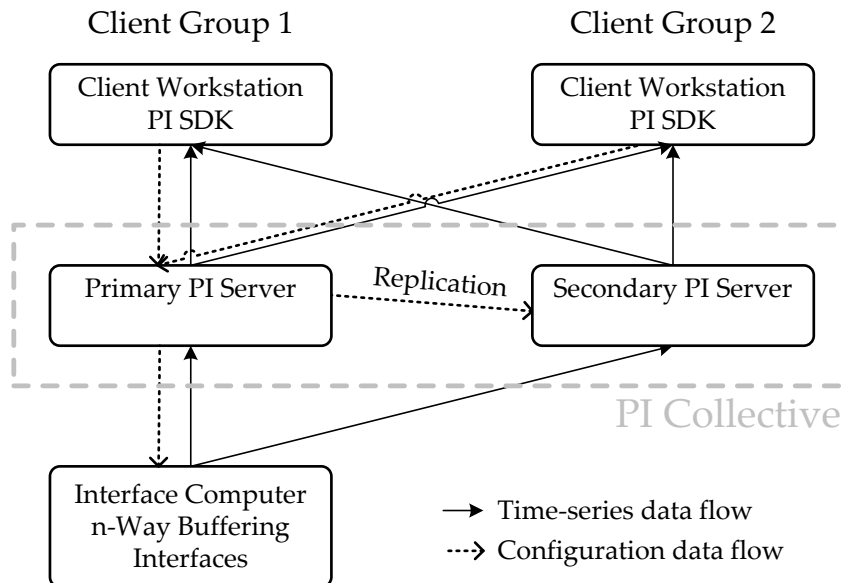 Client Group 1
Client Group 2
Client Workstation
PI SDK
Client Workstation
PI SDK
Primary PI Server
Replication
Secondary PI Server
PI Collective
Interface Computer
n-Way Buffering
Interfaces
Time-series data flow
Configuration data flow